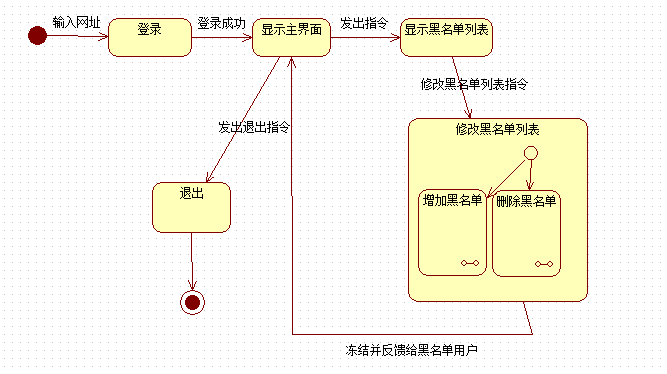 输入网址
登录
登录成功
显示主界面
发出指令
显示黑名单列表
修改黑名单列表指令
发出退出指令
修改黑名单列表
退出
增加黑名单
删除黑名单
冻结并反馈给黑名单用户